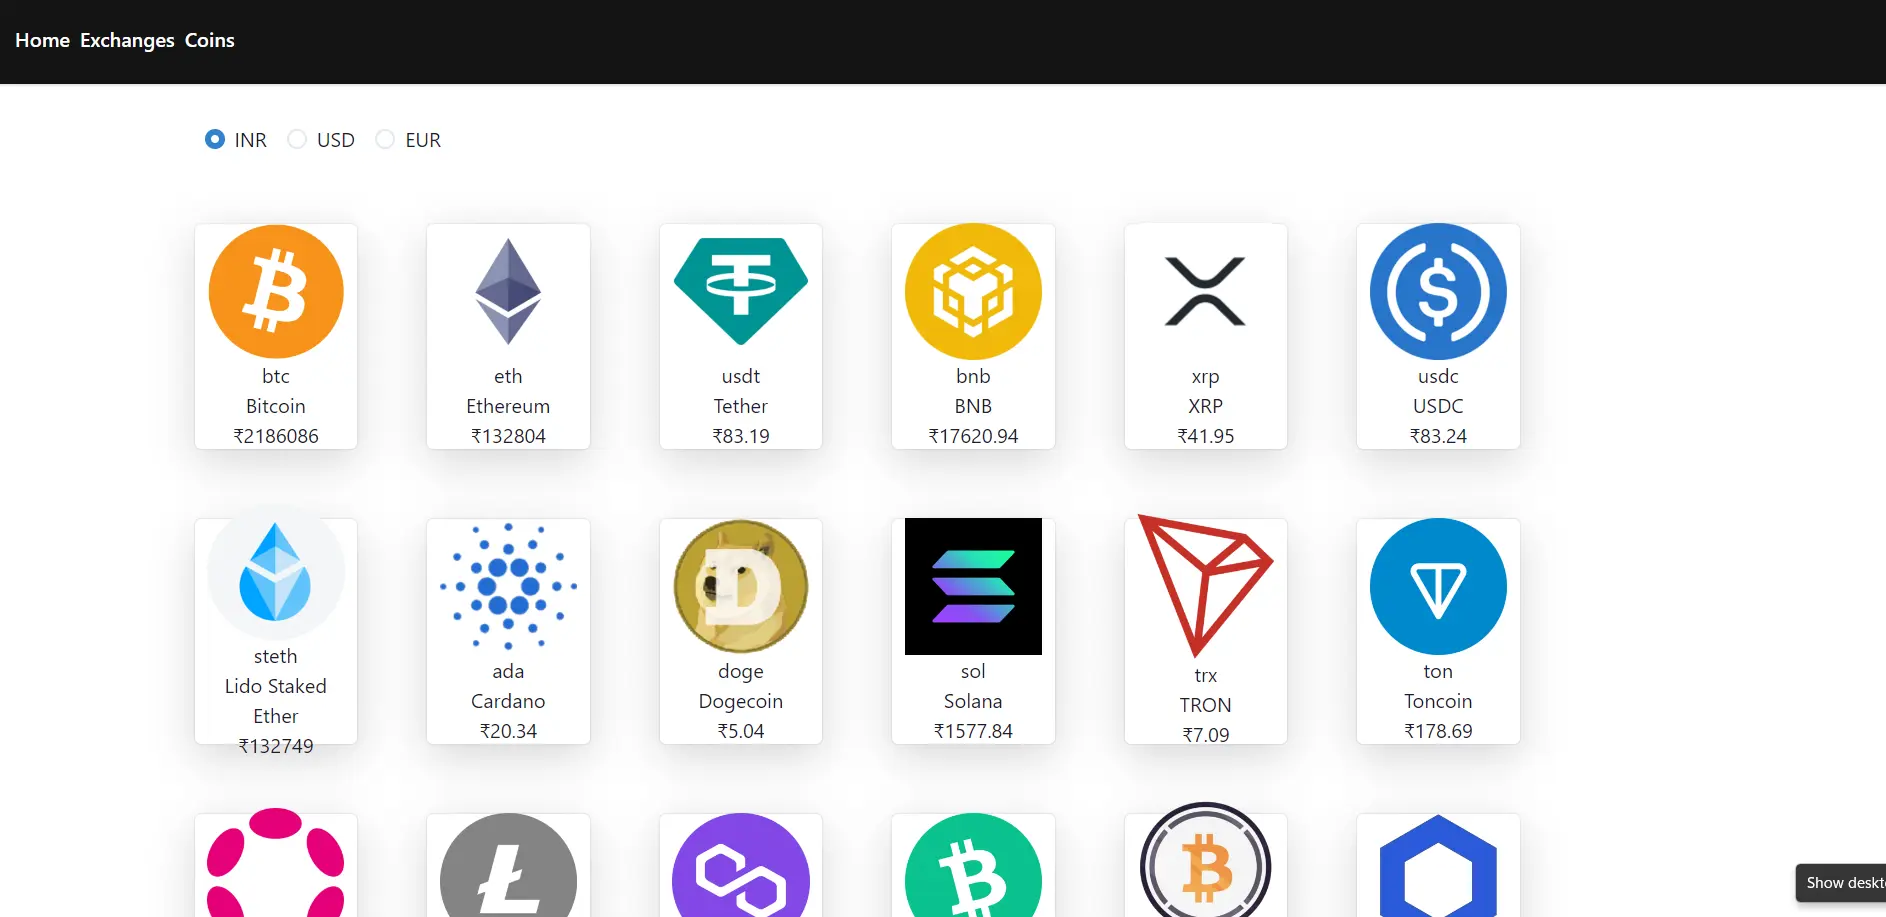 Home Exchanges Coins
INR USD EUR
btc
Bitcoin
₹2186086
eth
Ethereum
₹132804
usdt
Tether
₹83.19
bnb
BNB
₹17620.94
xrp
XRP
₹41.95
usdc
USDC
₹83.24
steth
Lido Staked
Ether
₹132749
ada
Cardano
₹20.34
doge
Dogecoin
₹5.04
sol
Solana
₹1577.84
trx
TRON
₹7.09
ton
Toncoin
₹178.69
Show deskt